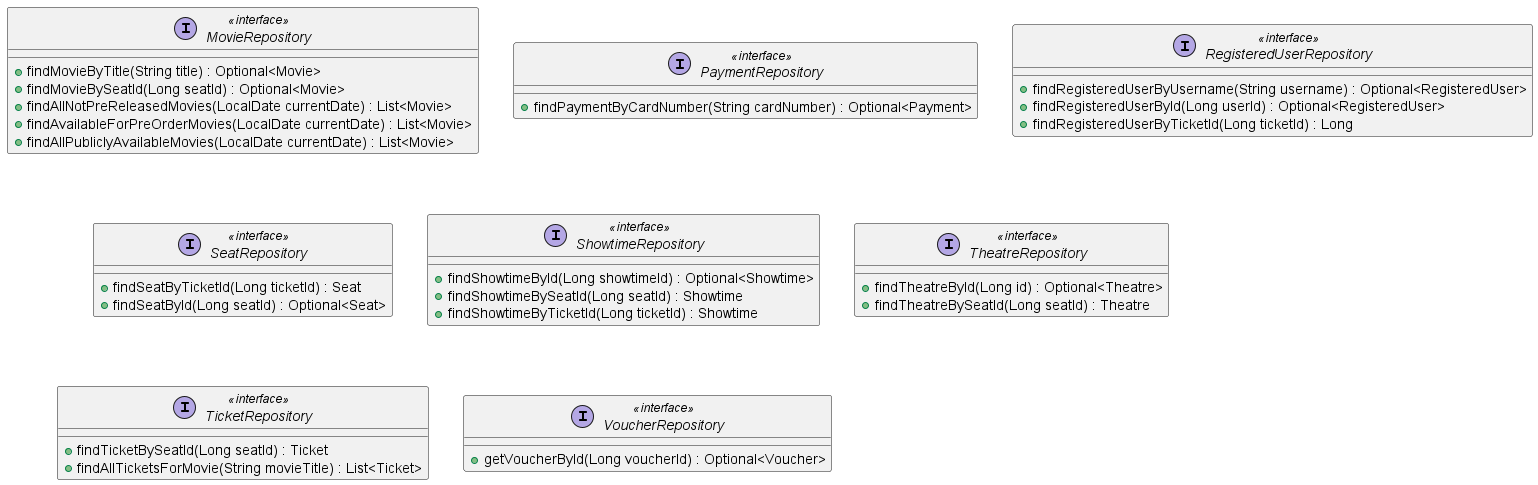 «interface»
I
MovieRepository
findMovieByTitle(String title) : Optional<Movie>
findMovieBySeatId(Long seatId) : Optional<Movie>
findAllNotPreReleasedMovies(LocalDate currentDate) : List<Movie>
findAvailableForPreOrderMovies(LocalDate currentDate) : List<Movie>
findAllPubliclyAvailableMovies(LocalDate currentDate) : List<Movie>
«interface»
I
PaymentRepository
findPaymentByCardNumber(String cardNumber) : Optional<Payment>
«interface»
I
RegisteredUserRepository
findRegisteredUserByUsername(String username) : Optional<RegisteredUser>
findRegisteredUserById(Long userId) : Optional<RegisteredUser>
findRegisteredUserByTicketId(Long ticketId) : Long
«interface»
I
SeatRepository
findSeatByTicketId(Long ticketId) : Seat
findSeatById(Long seatId) : Optional<Seat>
«interface»
I
ShowtimeRepository
findShowtimeById(Long showtimeId) : Optional<Showtime>
findShowtimeBySeatId(Long seatId) : Showtime
findShowtimeByTicketId(Long ticketId) : Showtime
«interface»
I
TheatreRepository
findTheatreById(Long id) : Optional<Theatre>
findTheatreBySeatId(Long seatId) : Theatre
«interface»
I
TicketRepository
findTicketBySeatId(Long seatId) : Ticket
findAllTicketsForMovie(String movieTitle) : List<Ticket>
«interface»
I
VoucherRepository
getVoucherById(Long voucherId) : Optional<Voucher>